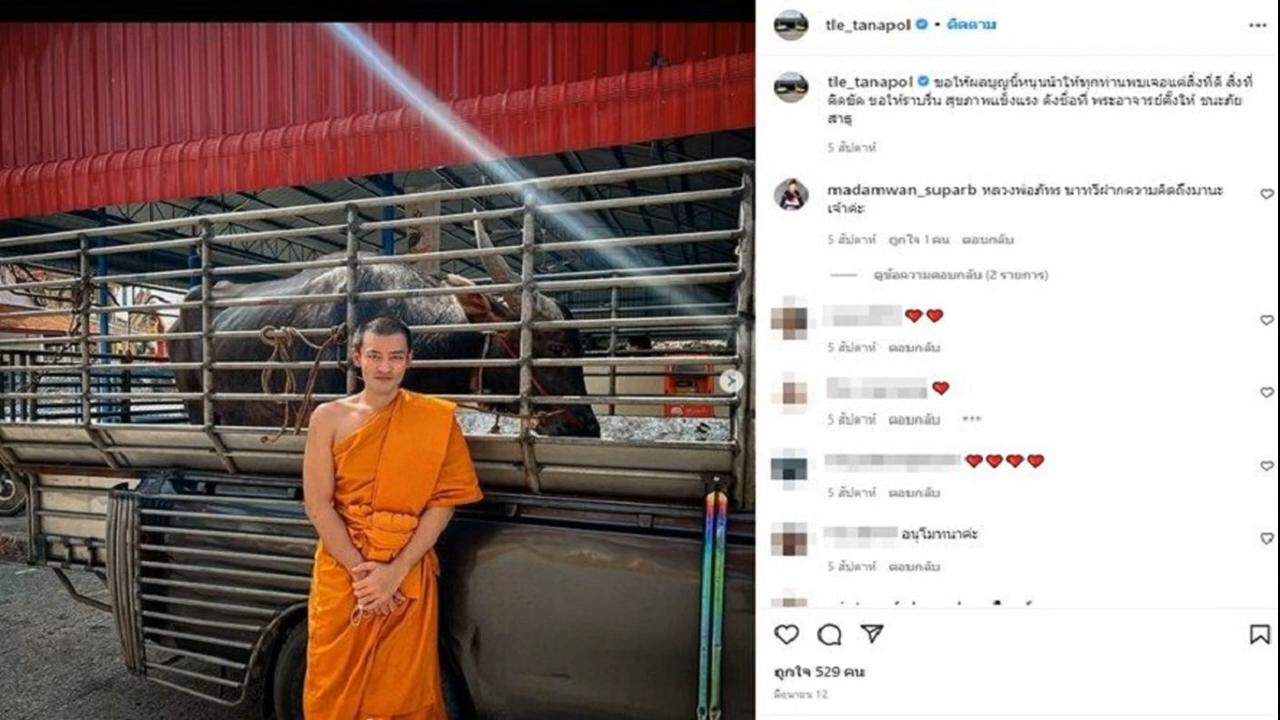 tle_tanapol • ติดตาม
tle_tanapol ขอให้ผลบุญนี้หนุนนำให้ทุกท่านพบเจอแต่สิ่งที่ดี สิ่งที่
ติดขัด ขอให้ราบรื่น สุขภาพแข็งแรง ดังชื่อที่ พระอาจารย์ตั้งให้ ชนะภัย
สาธุ
5 สัปดาห์
madamwan_suparb หลวงพ่อภัทร นาทวีฝากความคิดถึงมานะ
เจ้าค่ะ
5 สัปดาห์ ถูกใจ 1 คน ตอบกลับ
ดูข้อความตอบกลับ (2 รายการ)
5 สัปดาห์ ตอบกลับ
5 สัปดาห์ ตอบกลับ
5 สัปดาห์ ตอบกลับ
อนุโมทนาค่ะ
5 สัปดาห์ ตอบกลับ
ถูกใจ 529 คน
มิถุนายน 12